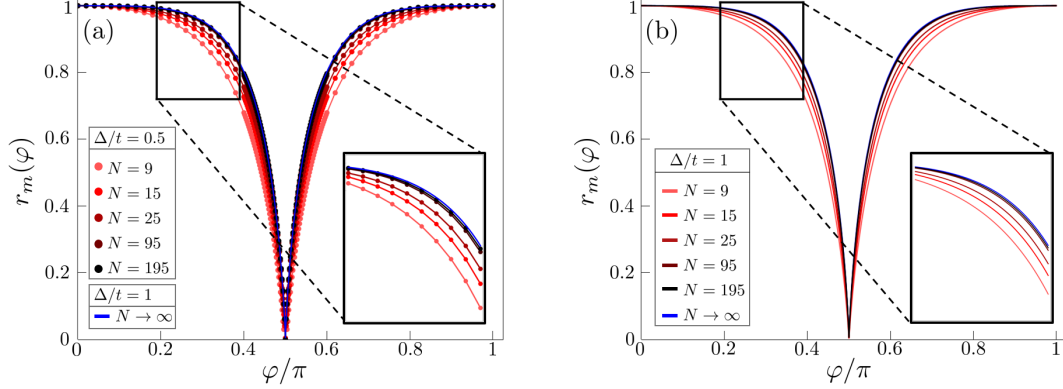 (a)
r_m(φ)
1
0.8
0.6
0.4
0.2
0
0 0.2 0.4 0.6 0.8 1
φ/π
Δ/t = 0.5
N = 9
N = 15
N = 25
N = 95
N = 195
Δ/t = 1
N → ∞
(b)
r_m(φ)
1
0.8
0.6
0.4
0.2
0
0 0.2 0.4 0.6 0.8 1
φ/π
Δ/t = 1
N = 9
N = 15
N = 25
N = 95
N = 195
N → ∞